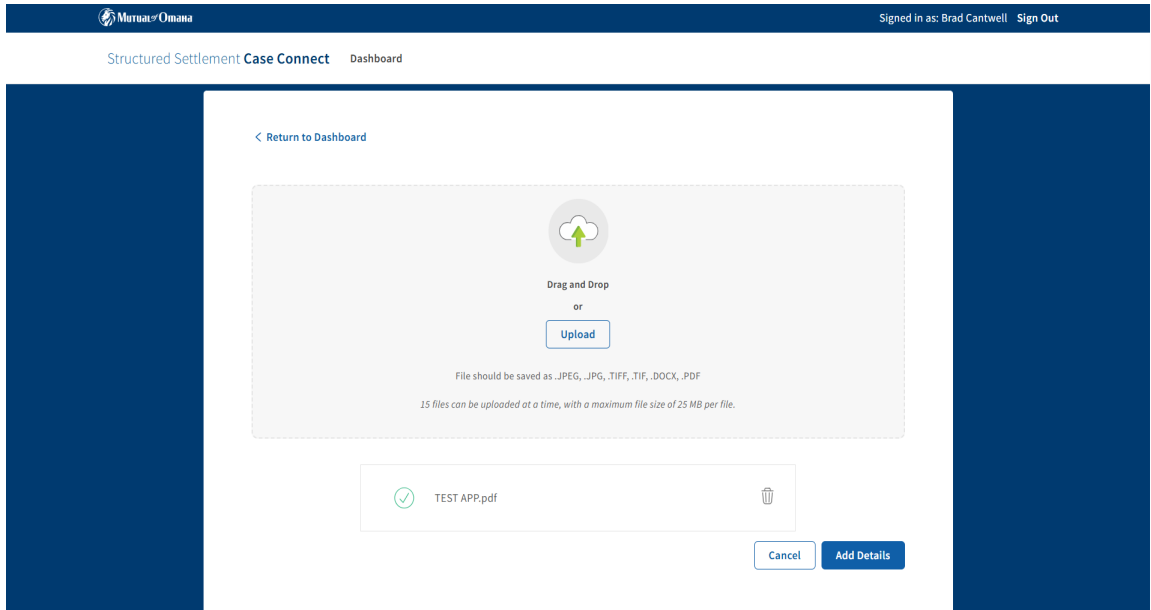 Mutual of Omaha
Signed in as: Brad Cantwell Sign Out
Structured Settlement Case Connect Dashboard
< Return to Dashboard
Drag and Drop
or
Upload
File should be saved as .JPEG, .JPG, .TIFF, .TIF, .DOCX, .PDF
15 files can be uploaded at a time, with a maximum file size of 25 MB per file.
TEST APP.pdf
Cancel Add Details